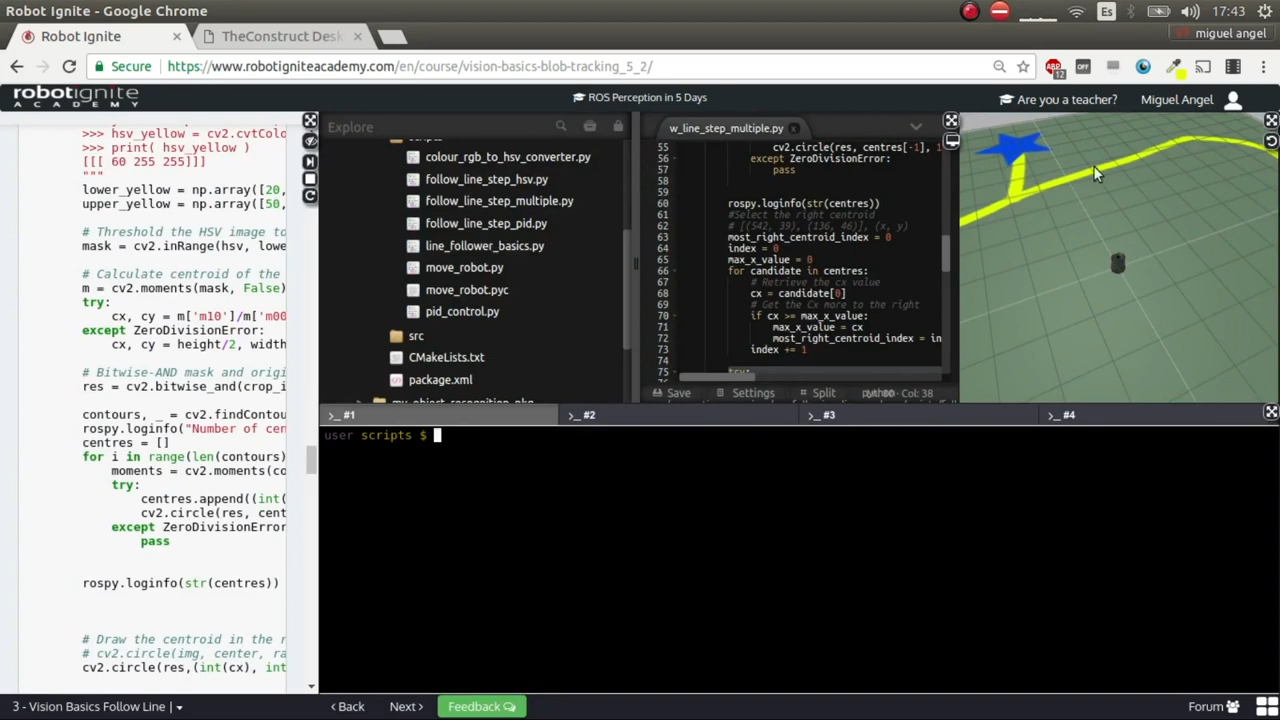 Robot Ignite - Google Chrome
Es
17:43
Robot Ignite
TheConstruct Desk
miguel angel
Secure
https://www.robotigniteacademy.com/en/course/vision-basics-blob-tracking_5_2/
ABP
12
OFF
robotignite
ACADEMY
ROS Perception in 5 Days
Are you a teacher?
Miguel Angel
>>> hsv_yellow = cv2.cvtColo
>>> print( hsv_yellow )
[[[ 60 255 255]]]
"""
lower_yellow = np.array([20,
upper_yellow = np.array([50,
# Threshold the HSV image to
mask = cv2.inRange(hsv, lowe
# Calculate centroid of the
m = cv2.moments(mask, False)
try:
cx, cy = m['m10']/m['m00
except ZeroDivisionError:
cx, cy = height/2, width
# Bitwise-AND mask and origi
res = cv2.bitwise_and(crop_i
contours, _ = cv2.findContou
rospy.loginfo("Number of cen
centres = []
for i in range(len(contours)
moments = cv2.moments(co
try:
centres.append((int(
cv2.circle(res, cent
except ZeroDivisionError
pass
rospy.loginfo(str(centres))
# Draw the centroid in the r
# cv2.circle(img, center, ra
cv2.circle(res,(int(cx), int
Explore
scripts
colour_rgb_to_hsv_converter.py
follow_line_step_hsv.py
follow_line_step_multiple.py
follow_line_step_pid.py
line_follower_basics.py
move_robot.py
move_robot.pyc
pid_control.py
src
CMakeLists.txt
package.xml
my_object_recognition_pkg
w_line_step_multiple.py
55 cv2.circle(res, centres[-1], 1
56 except ZeroDivisionError:
57 pass
58
59
60 rospy.loginfo(str(centres))
61 #Select the right centroid
62 # [(542, 39), (136, 46)], (x, y)
63 most_right_centroid_index = 0
64 index = 0
65 max_x_value = 0
66 for candidate in centres:
67 # Retrieve the cx value
68 cx = candidate[0]
69 # Get the Cx more to the right
70 if cx >= max_x_value:
71 max_x_value = cx
72 most_right_centroid_index = in
73 index += 1
74
75 try:
Save
Settings
Split
Col: 38
>_ #1
>_ #2
>_ #3
>_ #4
user scripts $
3 - Vision Basics Follow Line |
Back
Next
Feedback
Forum